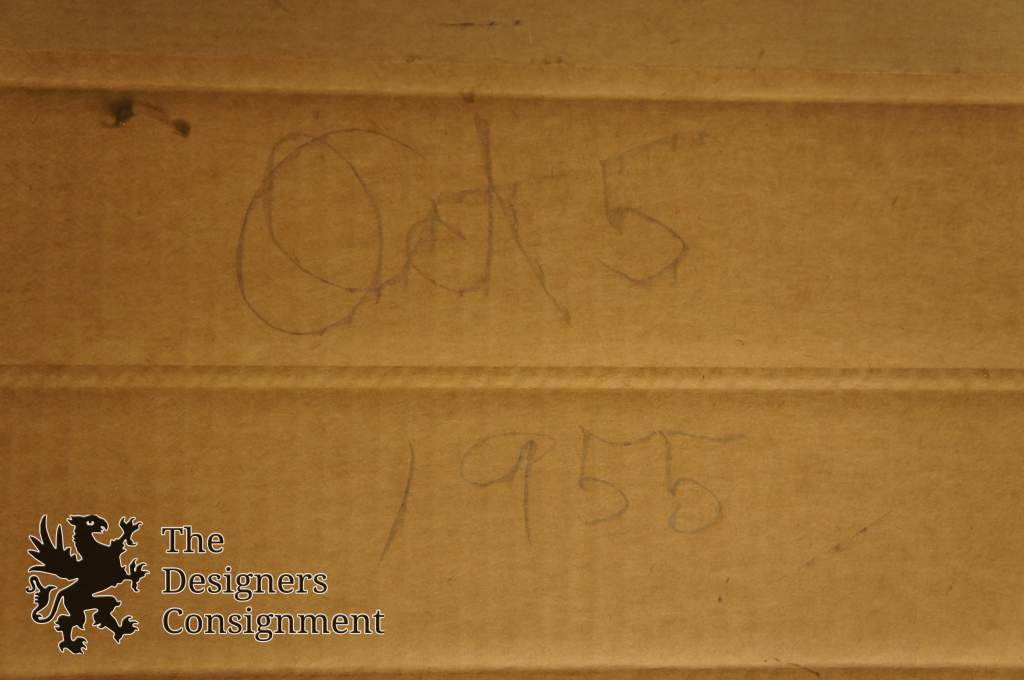 Oct 5
1955
The
Designers
Consignment